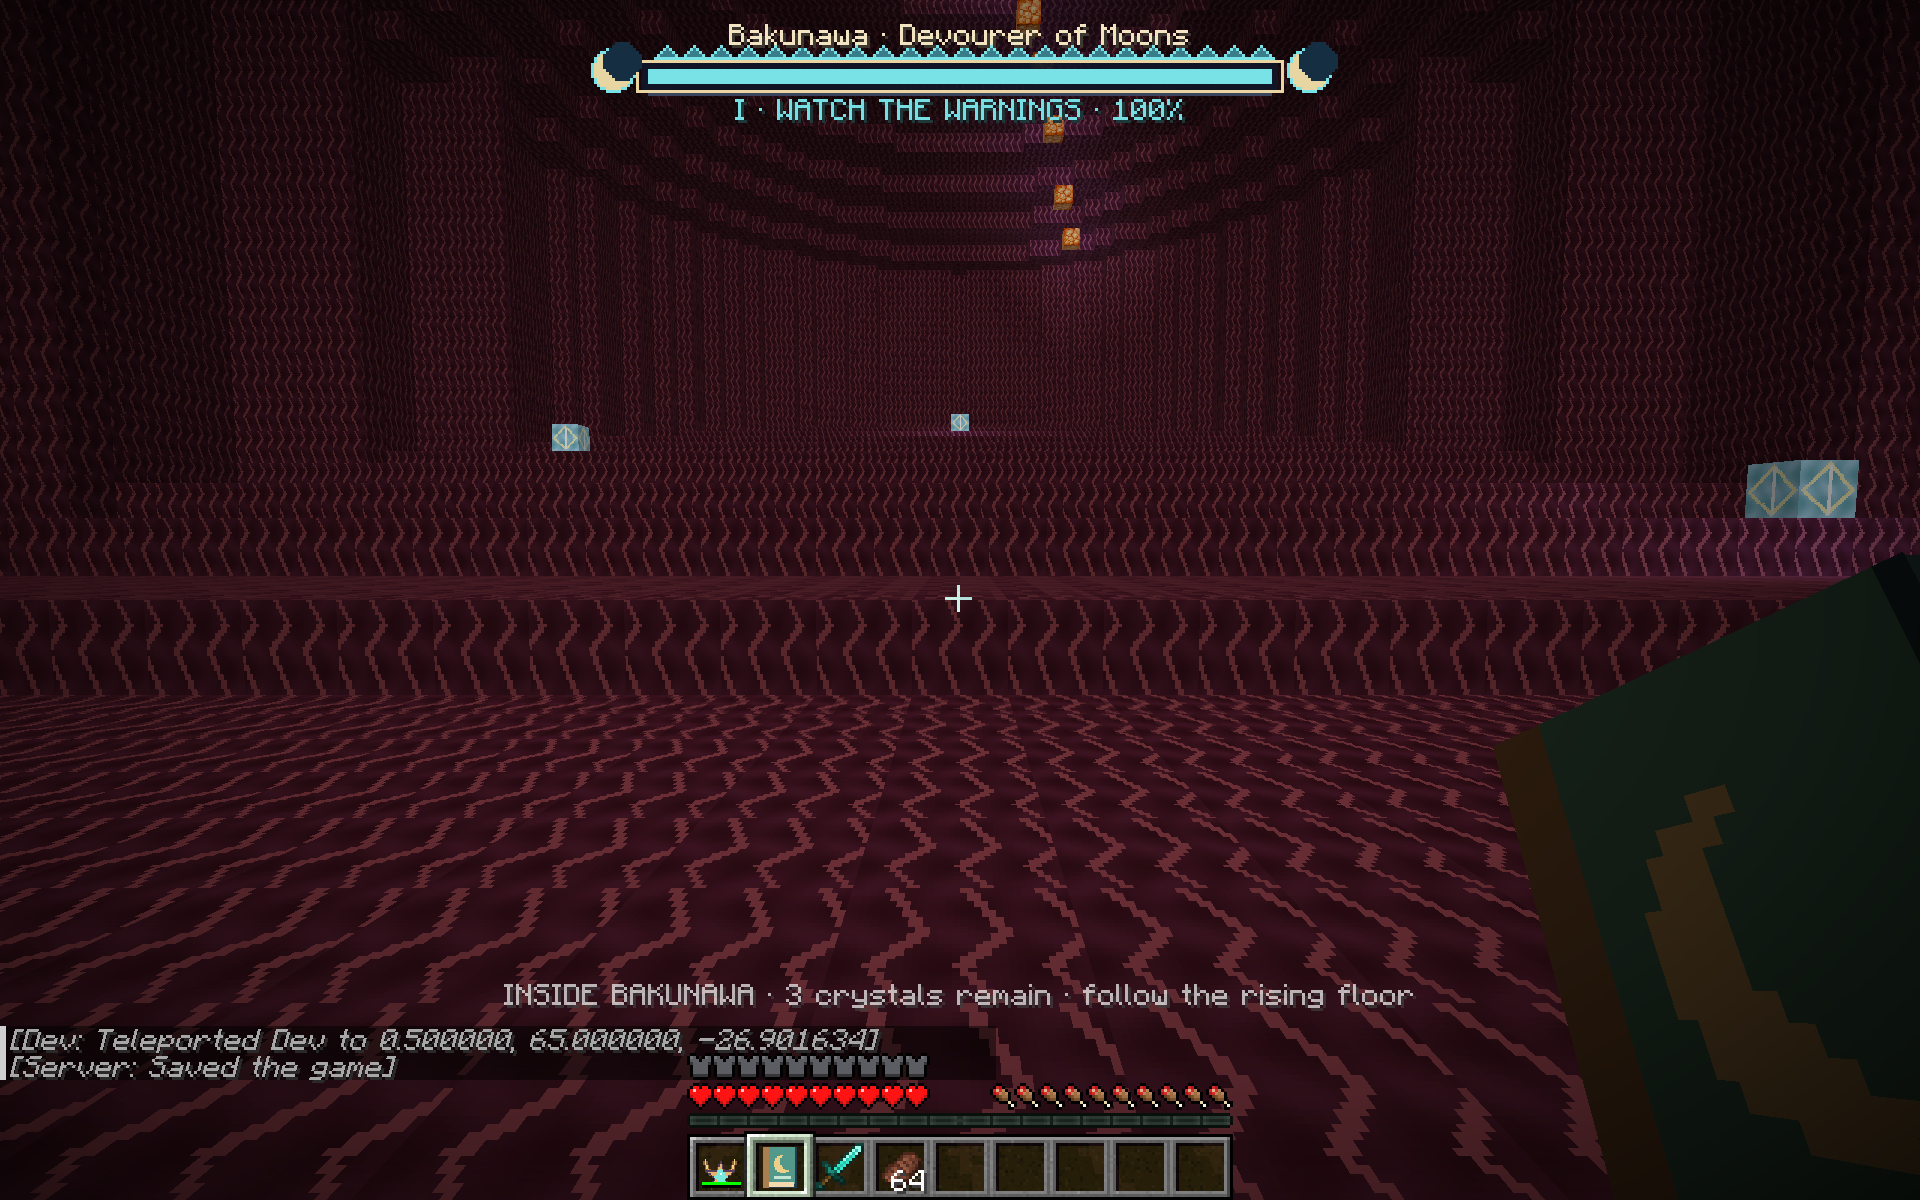 Bakunawa · Devourer of Moons
I · WATCH THE WARNINGS · 100%
INSIDE BAKUNAWA · 3 crystals remain · follow the rising floor
[Dev: Teleported Dev to 0.500000, 65.000000, -26.901634]
[Server: Saved the game]
64